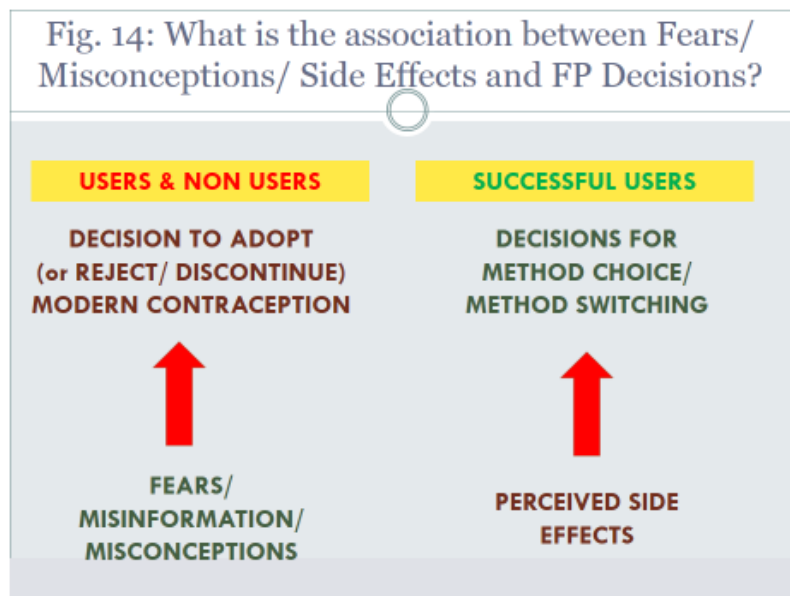 Fig. 14: What is the association between Fears/
Misconceptions/ Side Effects and FP Decisions?
USERS & NON USERS
DECISION TO ADOPT
(or REJECT/ DISCONTINUE)
MODERN CONTRACEPTION
FEARS/
MISINFORMATION/
MISCONCEPTIONS
SUCCESSFUL USERS
DECISIONS FOR
METHOD CHOICE/
METHOD SWITCHING
PERCEIVED SIDE
EFFECTS